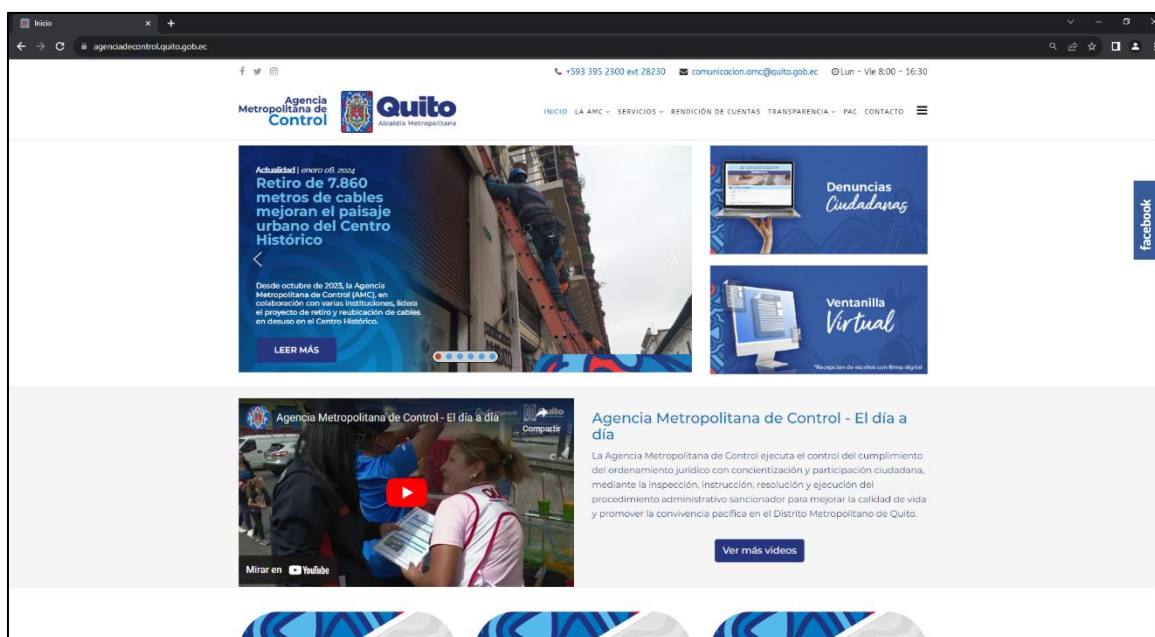 Inicio
agenciadecontrol.quito.gob.ec
+593 395 2300 ext 28230 comunicacion.amc@quito.gob.ec Lun - Vie 8:00 - 16:30
Agencia
Metropolitana de
Control
Quito
Alcaldía Metropolitana
INICIO LA AMC SERVICIOS RENDICIÓN DE CUENTAS TRANSPARENCIA PAC CONTACTO
Actualidad | enero 06, 2024
Retiro de 7.860
metros de cables
mejoran el paisaje
urbano del Centro
Histórico
Desde octubre de 2023, la Agencia
Metropolitana de Control (AMC), en
colaboración con varias instituciones, lidera
el proyecto de retiro y reubicación de cables
en desuso en el Centro Histórico.
LEER MÁS
Denuncias
Ciudadanas
Ventanilla
Virtual
*Recepción de escritos con firma digital
facebook
Agencia Metropolitana de Control - El día a día
Compartir
Mirar en YouTube
Agencia Metropolitana de Control - El día a
día
La Agencia Metropolitana de Control ejecuta el control del cumplimiento
del ordenamiento jurídico con concientización y participación ciudadana,
mediante la inspección, instrucción, resolución y ejecución del
procedimiento administrativo sancionador para mejorar la calidad de vida
y promover la convivencia pacífica en el Distrito Metropolitano de Quito.
Ver más videos